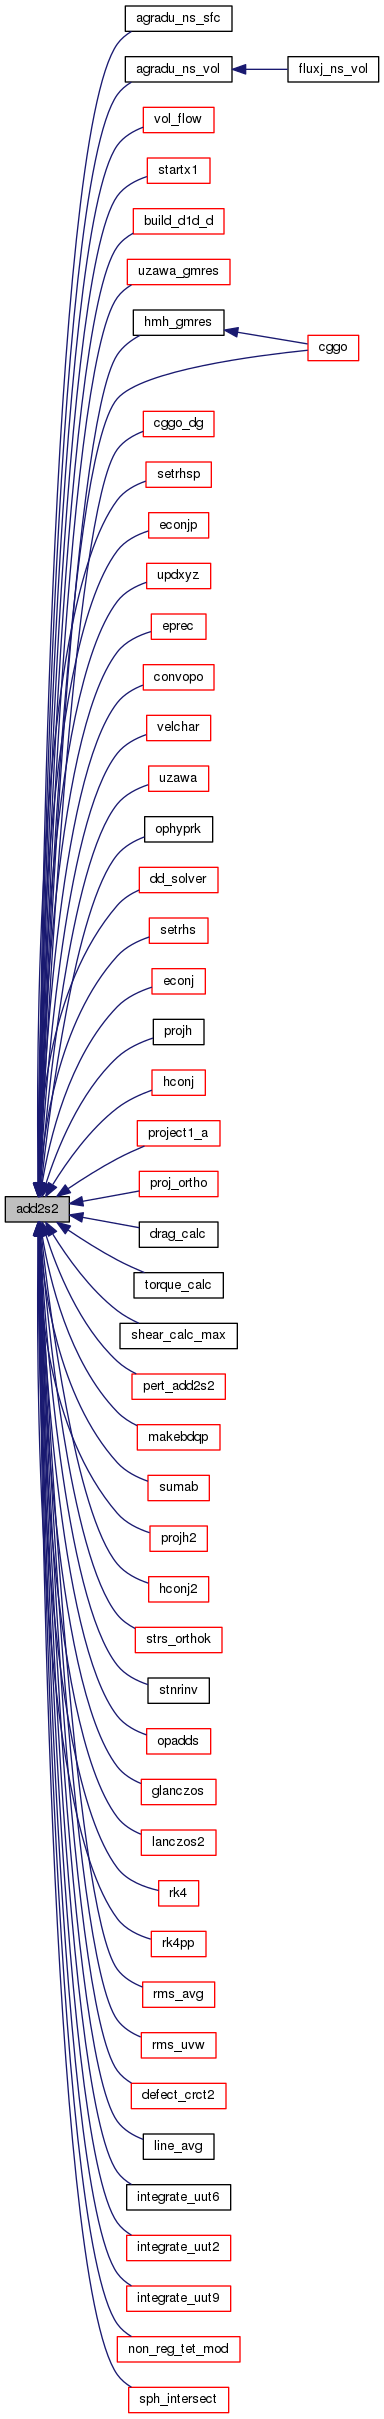 agradu_ns_sfc
agradu_ns_vol
fluxj_ns_vol
vol_flow
startx1
build_d1d_d
uzawa_gmres
hmh_gmres
cggo
cggo_dg
setrhsp
econjp
updxyz
eprec
convopo
velchar
uzawa
ophyprk
dd_solver
setrhs
econj
projh
hconj
project1_a
proj_ortho
add2s2
drag_calc
torque_calc
shear_calc_max
pert_add2s2
makebdqp
sumab
projh2
hconj2
strs_orthok
stnrinv
opadds
glanczos
lanczos2
rk4
rk4pp
rms_avg
rms_uvw
defect_crct2
line_avg
integrate_uut6
integrate_uut2
integrate_uut9
non_reg_tet_mod
sph_intersect